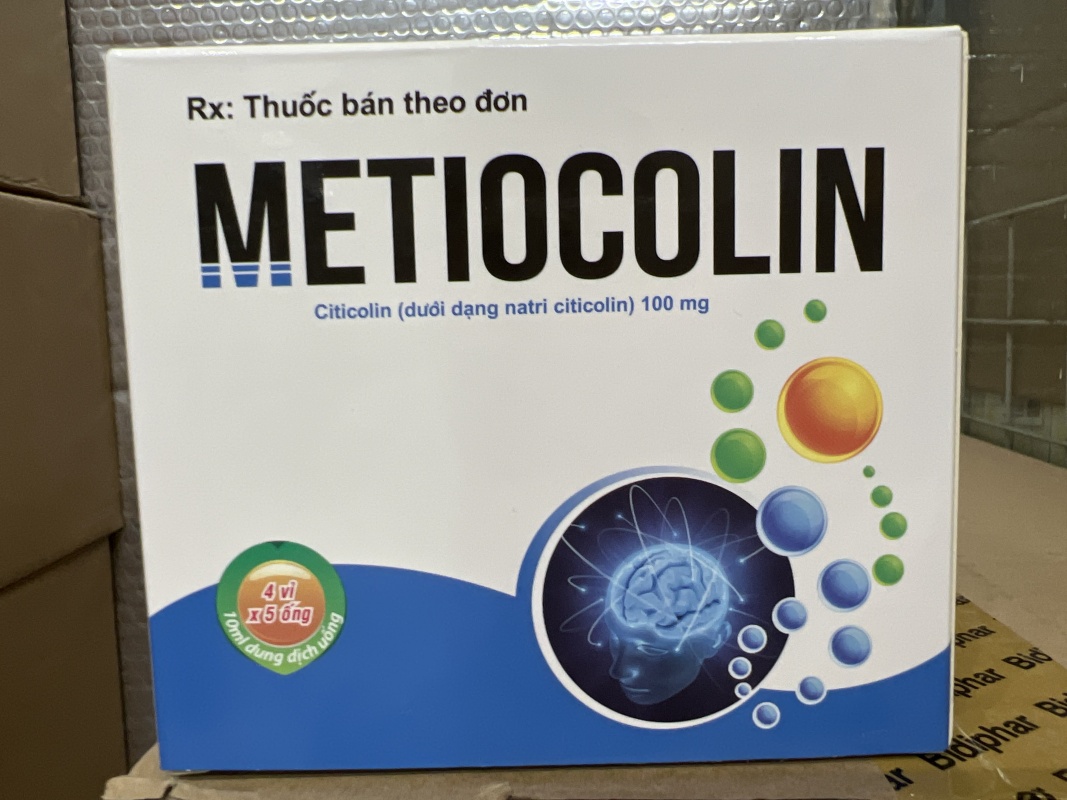 Rx: Thuốc bán theo đơn
METIOCOLIN
Citicolin (dưới dạng natri citicolin) 100 mg
4 vỉ
x 5 ống
10ml dung dịch uống
Bidiphar